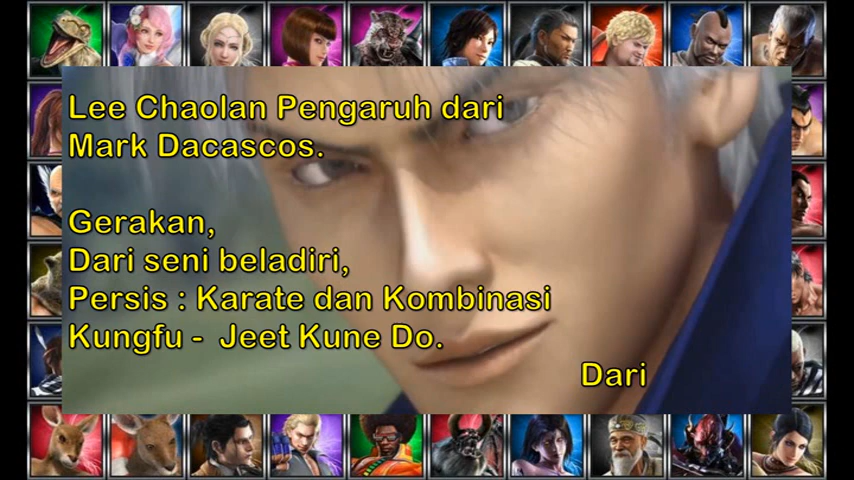 Lee Chaolan Pengaruh dari
Mark Dacascos.
Gerakan,
Dari seni beladiri,
Persis : Karate dan Kombinasi
Kungfu - Jeet Kune Do.
Dari